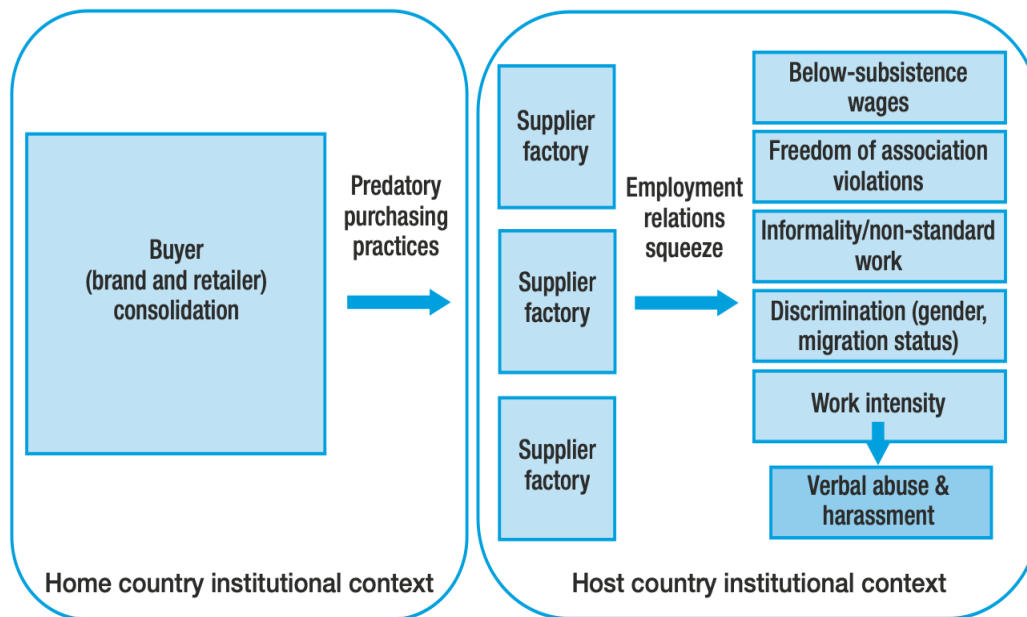 Buyer
(brand and retailer)
consolidation
Predatory
purchasing
practices
Home country institutional context
Supplier
factory
Supplier
factory
Supplier
factory
Employment
relations
squeeze
Below-subsistence
wages
Freedom of association
violations
Informality/non-standard
work
Discrimination (gender,
migration status)
Work intensity
Verbal abuse &
harassment
Host country institutional context